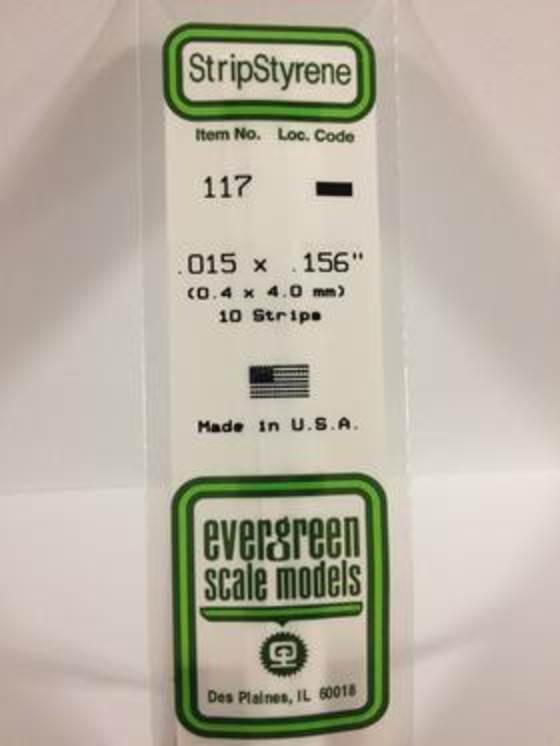 StripStyrene
Item No. Loc. Code
117
.015 x .156"
(0.4 x 4.0 mm)
10 Strips
Made in U.S.A.
evergreen
scale models
Des Plaines, IL 60018